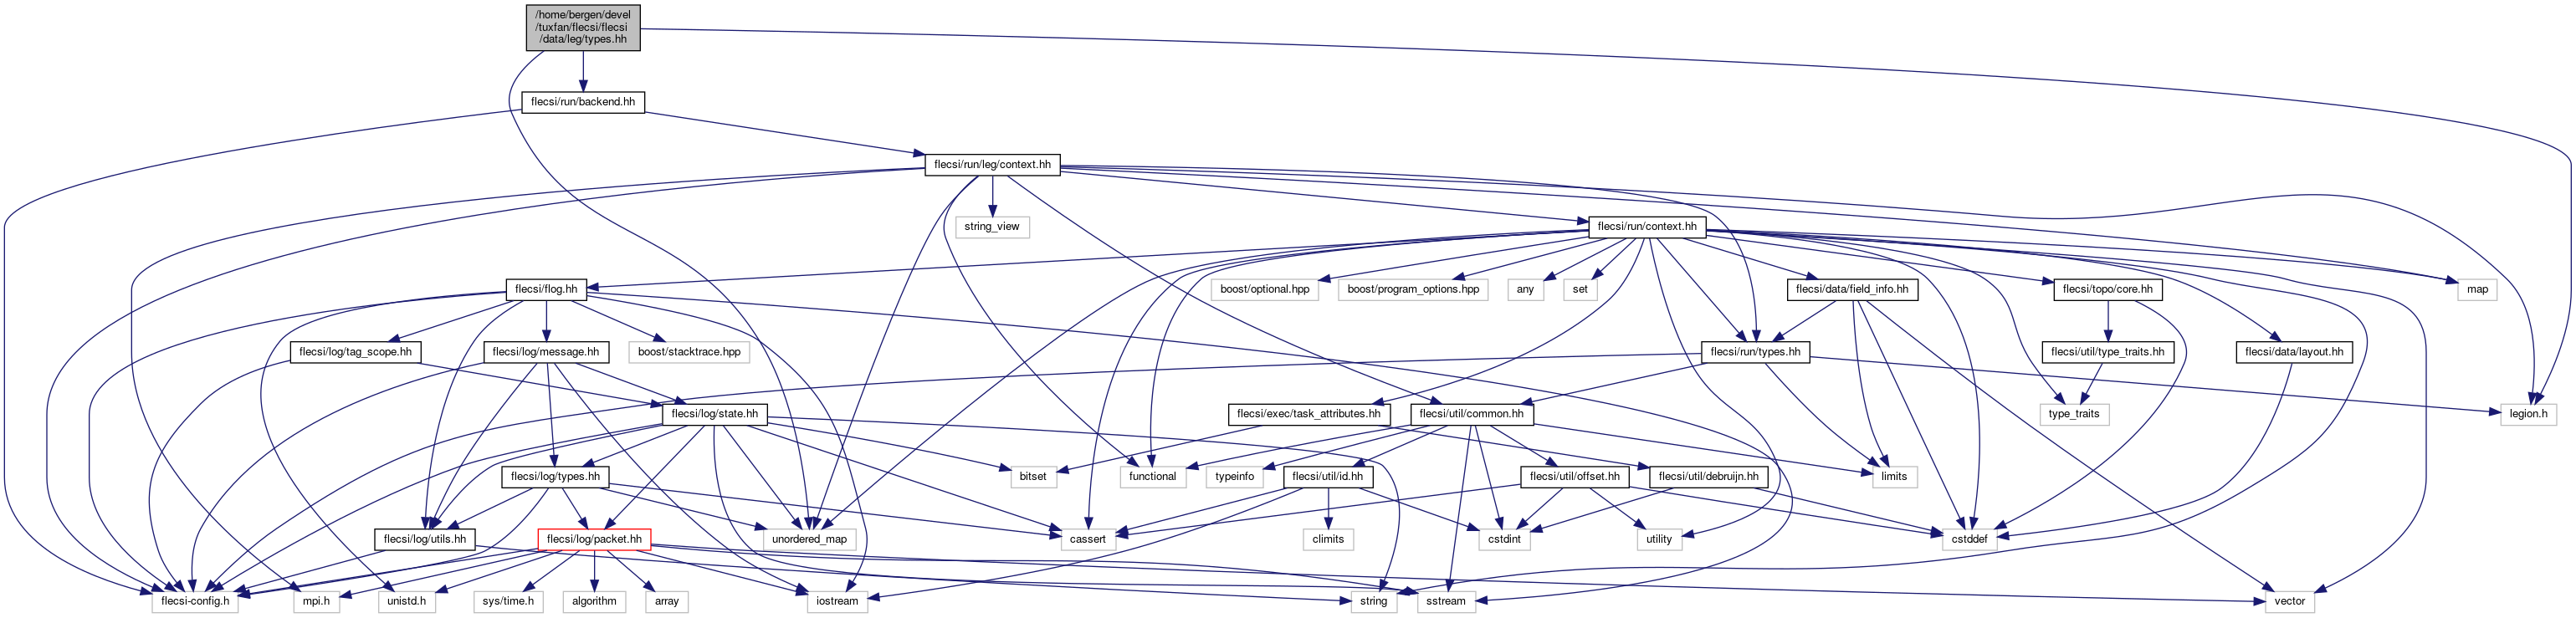 /home/bergen/devel
/tuxfan/flecsi/flecsi
/data/leg/types.hh
flecsi/run/backend.hh
flecsi/run/leg/context.hh
string_view
flecsi/run/context.hh
flecsi/flog.hh
boost/optional.hpp
boost/program_options.hpp
any
set
flecsi/data/field_info.hh
flecsi/topo/core.hh
map
flecsi/log/tag_scope.hh
flecsi/log/message.hh
boost/stacktrace.hpp
flecsi/run/types.hh
flecsi/util/type_traits.hh
flecsi/data/layout.hh
flecsi/log/state.hh
flecsi/exec/task_attributes.hh
flecsi/util/common.hh
type_traits
legion.h
flecsi/log/types.hh
bitset
functional
typeinfo
flecsi/util/id.hh
flecsi/util/offset.hh
flecsi/util/debruijn.hh
limits
flecsi/log/utils.hh
flecsi/log/packet.hh
unordered_map
cassert
climits
cstdint
utility
cstddef
flecsi-config.h
mpi.h
unistd.h
sys/time.h
algorithm
array
iostream
string
sstream
vector